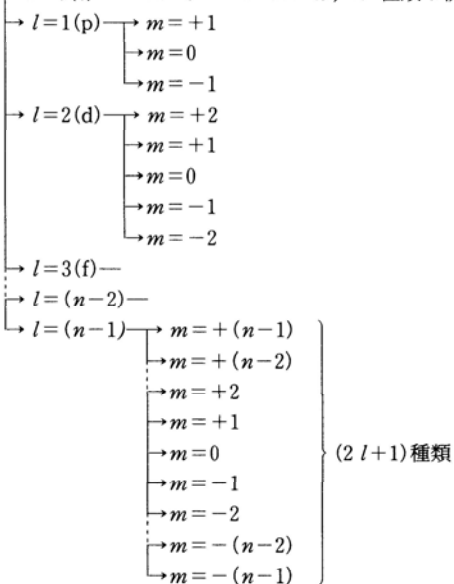 l=1(p) m=+1
m=0
m=-1
l=2(d) m=+2
m=+1
m=0
m=-1
m=-2
l=3(f)
l=(n-2)
l=(n-1) m=+(n-1)
m=+(n-2)
m=+2
m=+1
m=0 (2l+1)種類
m=-1
m=-2
m=-(n-2)
m=-(n-1)